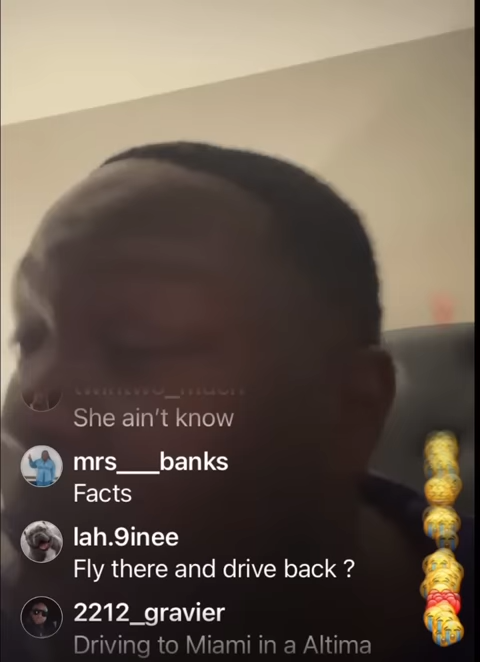 She ain't know
mrs___banks
Facts
lah.9inee
Fly there and drive back ?
2212_gravier
Driving to Miami in a Altima